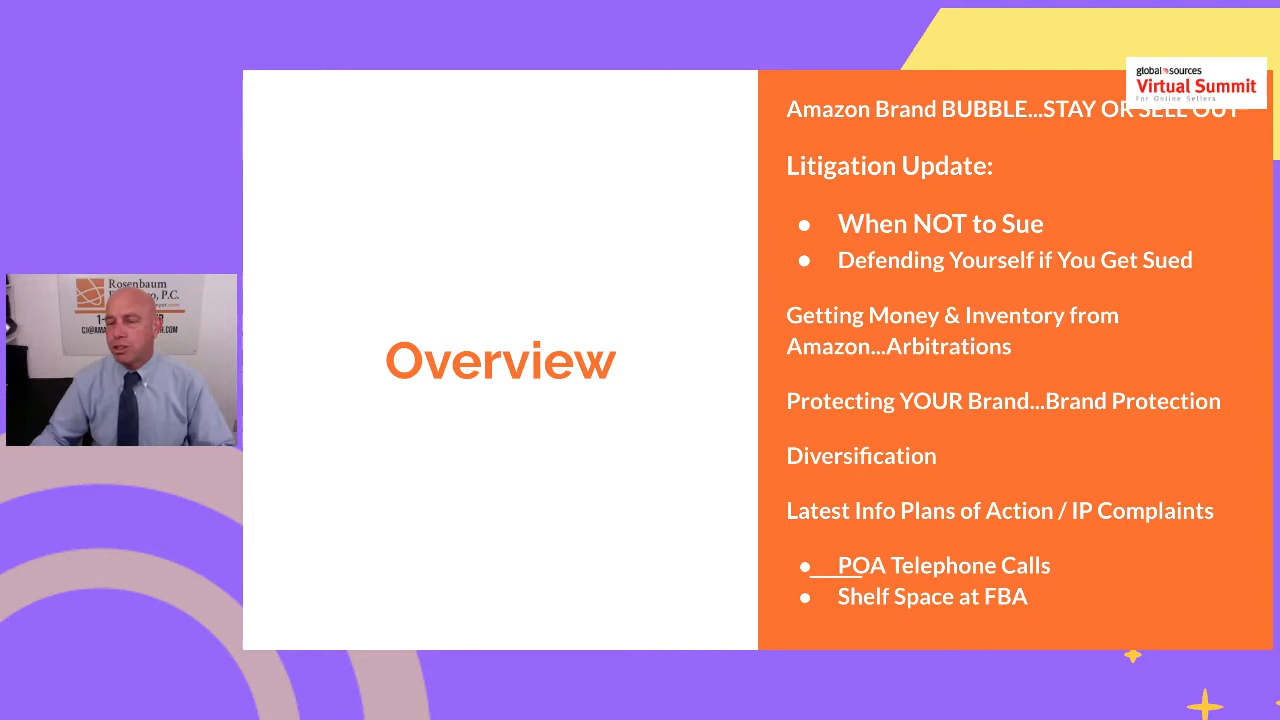 global sources
Virtual Summit
For Online Sellers
Amazon Brand BUBBLE...STAY OR SELL OUT
Litigation Update:
● When NOT to Sue
● Defending Yourself if You Get Sued
Getting Money & Inventory from
Amazon...Arbitrations
Protecting YOUR Brand...Brand Protection
Diversification
Latest Info Plans of Action / IP Complaints
● POA Telephone Calls
● Shelf Space at FBA
Overview
Rosenbaum
P.C.